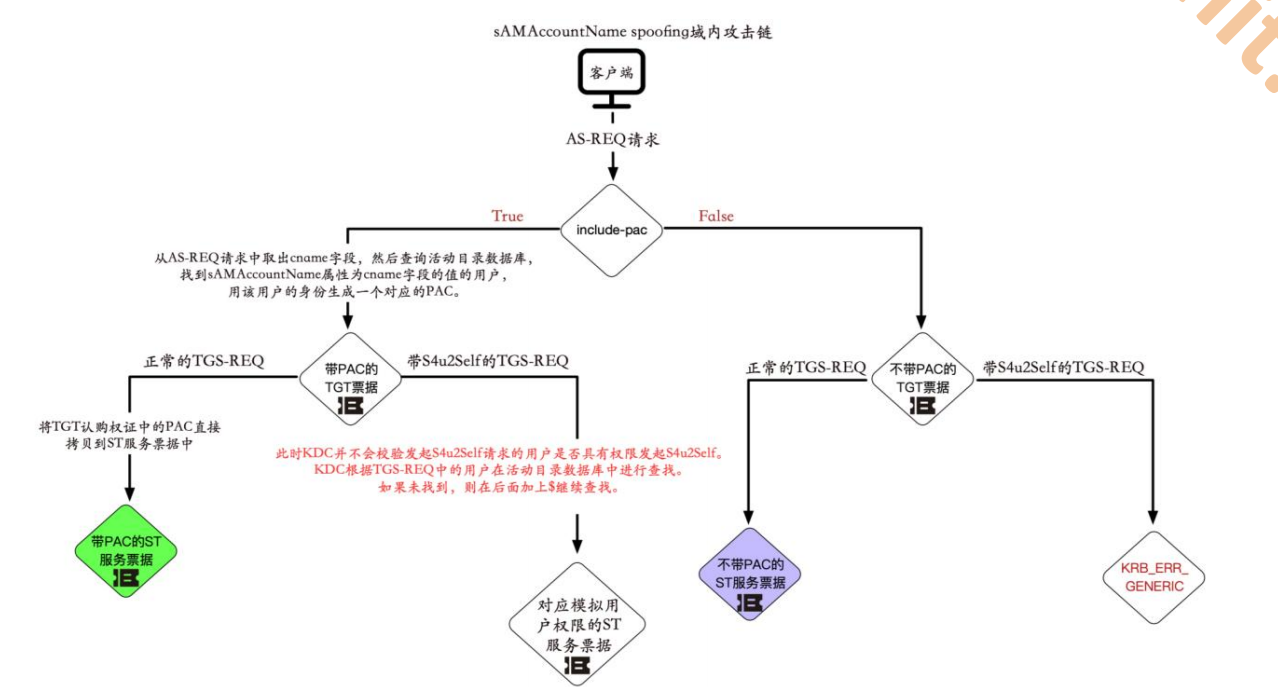 sAMAccountName spoofing域内攻击链
客户端
AS-REQ请求
True
include-pac
False
从AS-REQ请求中取出cname字段，然后查询活动目录数据库，
找到sAMAccountName属性为cname字段的值的用户，
用该用户的身份生成一个对应的PAC。
正常的TGS-REQ
带PAC的
TGT票据
带S4u2Self的TGS-REQ
正常的TGS-REQ
不带PAC的
TGT票据
带S4u2Self的TGS-REQ
将TGT认购权证中的PAC直接
拷贝到ST服务票据中
此时KDC并不会校验发起S4u2Self请求的用户是否具有权限发起S4u2Self。
KDC根据TGS-REQ中的用户在活动目录数据库中进行查找。
如果未找到，则在后面加上$继续查找。
带PAC的ST
服务票据
对应模拟用
户权限的ST
服务票据
不带PAC的
ST服务票据
KRB_ERR_
GENERIC